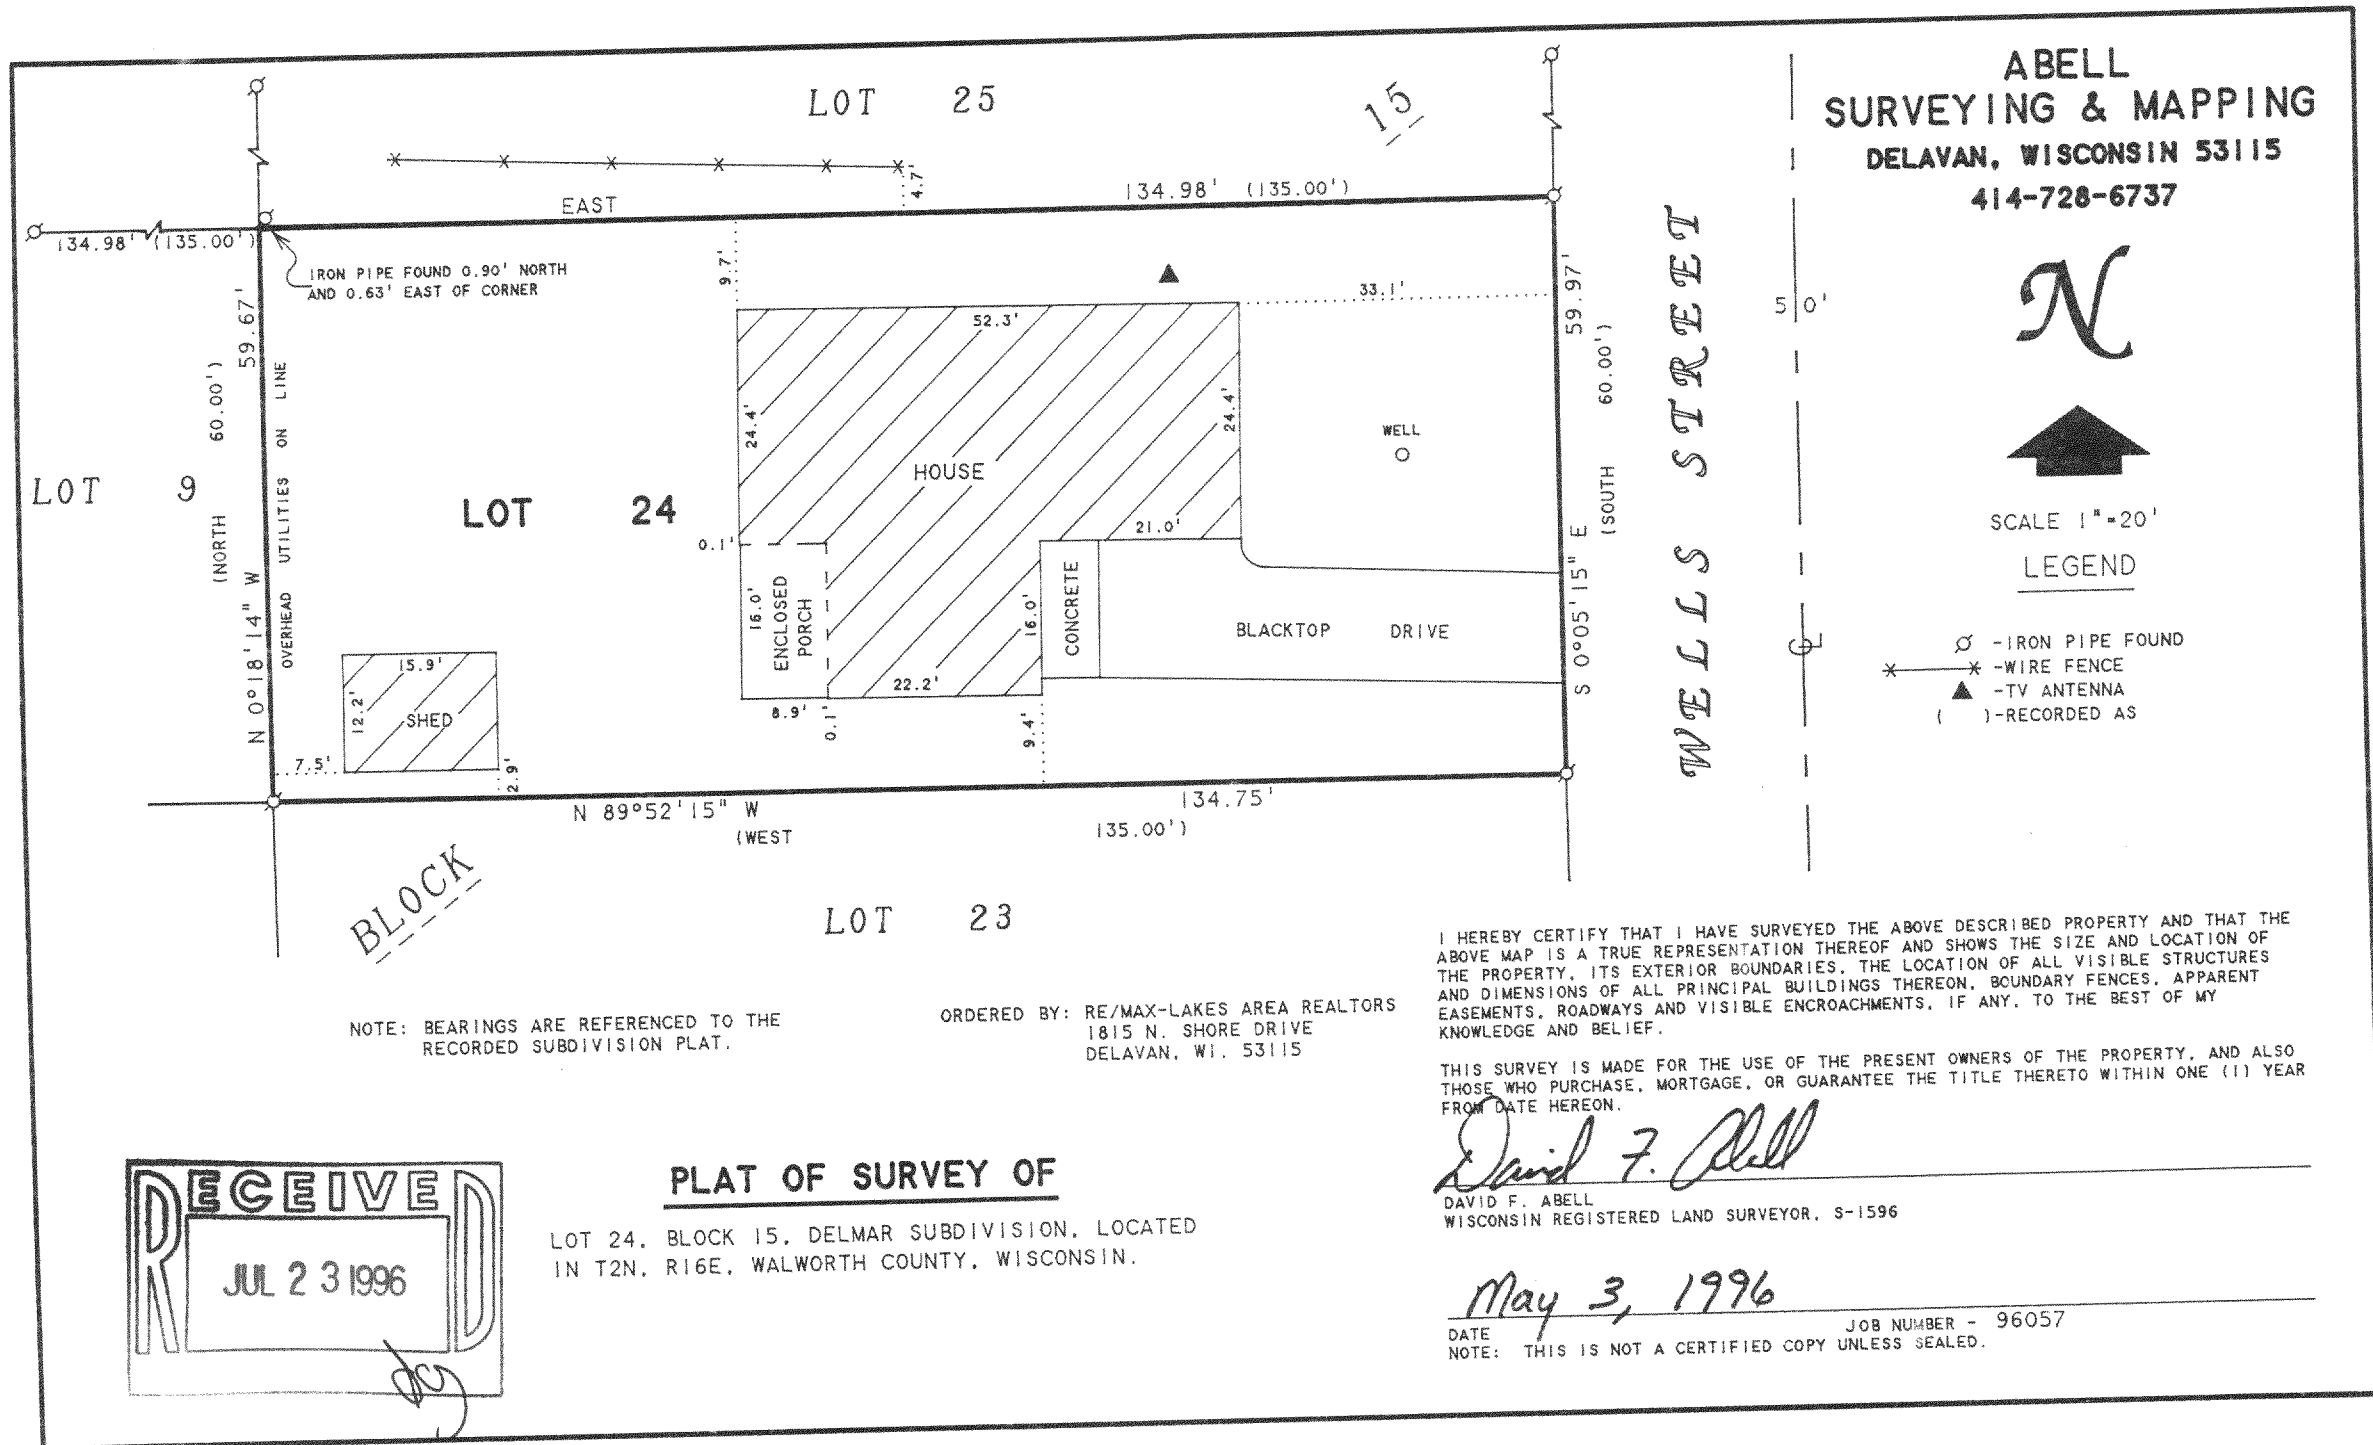 ABELL
SURVEYING & MAPPING
DELAVAN, WISCONSIN 53115
414-728-6737
N
SCALE 1"=20'
LEGEND
-IRON PIPE FOUND
-WIRE FENCE
-TV ANTENNA
( )-RECORDED AS
LOT 25
15
4.7'
EAST
134.98' (135.00')
134.98' (135.00')
IRON PIPE FOUND 0.90' NORTH
AND 0.63' EAST OF CORNER
9.7'
33.1'
52.3'
59.67'
(NORTH 60.00')
N 0°18'14" W
OVERHEAD UTILITIES ON LINE
24.4'
24.4'
HOUSE
WELL
LOT 9
LOT 24
59.97'
(SOUTH 60.00')
S 0°05'15" E
WELLS STREET
50'
CL
0.1'
21.0'
16.0'
ENCLOSED
PORCH
16.0'
CONCRETE
BLACKTOP DRIVE
15.9'
12.2'
SHED
7.5'
2.9'
22.2'
8.9'
0.1'
9.4'
N 89°52'15" W
134.75'
(WEST 135.00')
BLOCK
LOT 23
NOTE: BEARINGS ARE REFERENCED TO THE
RECORDED SUBDIVISION PLAT.
ORDERED BY: RE/MAX-LAKES AREA REALTORS
1815 N. SHORE DRIVE
DELAVAN, WI. 53115
I HEREBY CERTIFY THAT I HAVE SURVEYED THE ABOVE DESCRIBED PROPERTY AND THAT THE
ABOVE MAP IS A TRUE REPRESENTATION THEREOF AND SHOWS THE SIZE AND LOCATION OF
THE PROPERTY, ITS EXTERIOR BOUNDARIES, THE LOCATION OF ALL VISIBLE STRUCTURES
AND DIMENSIONS OF ALL PRINCIPAL BUILDINGS THEREON, BOUNDARY FENCES, APPARENT
EASEMENTS, ROADWAYS AND VISIBLE ENCROACHMENTS, IF ANY, TO THE BEST OF MY
KNOWLEDGE AND BELIEF.
THIS SURVEY IS MADE FOR THE USE OF THE PRESENT OWNERS OF THE PROPERTY, AND ALSO
THOSE WHO PURCHASE, MORTGAGE, OR GUARANTEE THE TITLE THERETO WITHIN ONE (1) YEAR
FROM DATE HEREON.
David F. Abell
DAVID F. ABELL
WISCONSIN REGISTERED LAND SURVEYOR, S-1596
May 3, 1996
DATE
JOB NUMBER - 96057
NOTE: THIS IS NOT A CERTIFIED COPY UNLESS SEALED.
PLAT OF SURVEY OF
LOT 24, BLOCK 15, DELMAR SUBDIVISION, LOCATED
IN T2N, R16E, WALWORTH COUNTY, WISCONSIN.
RECEIVED
JUL 23 1996